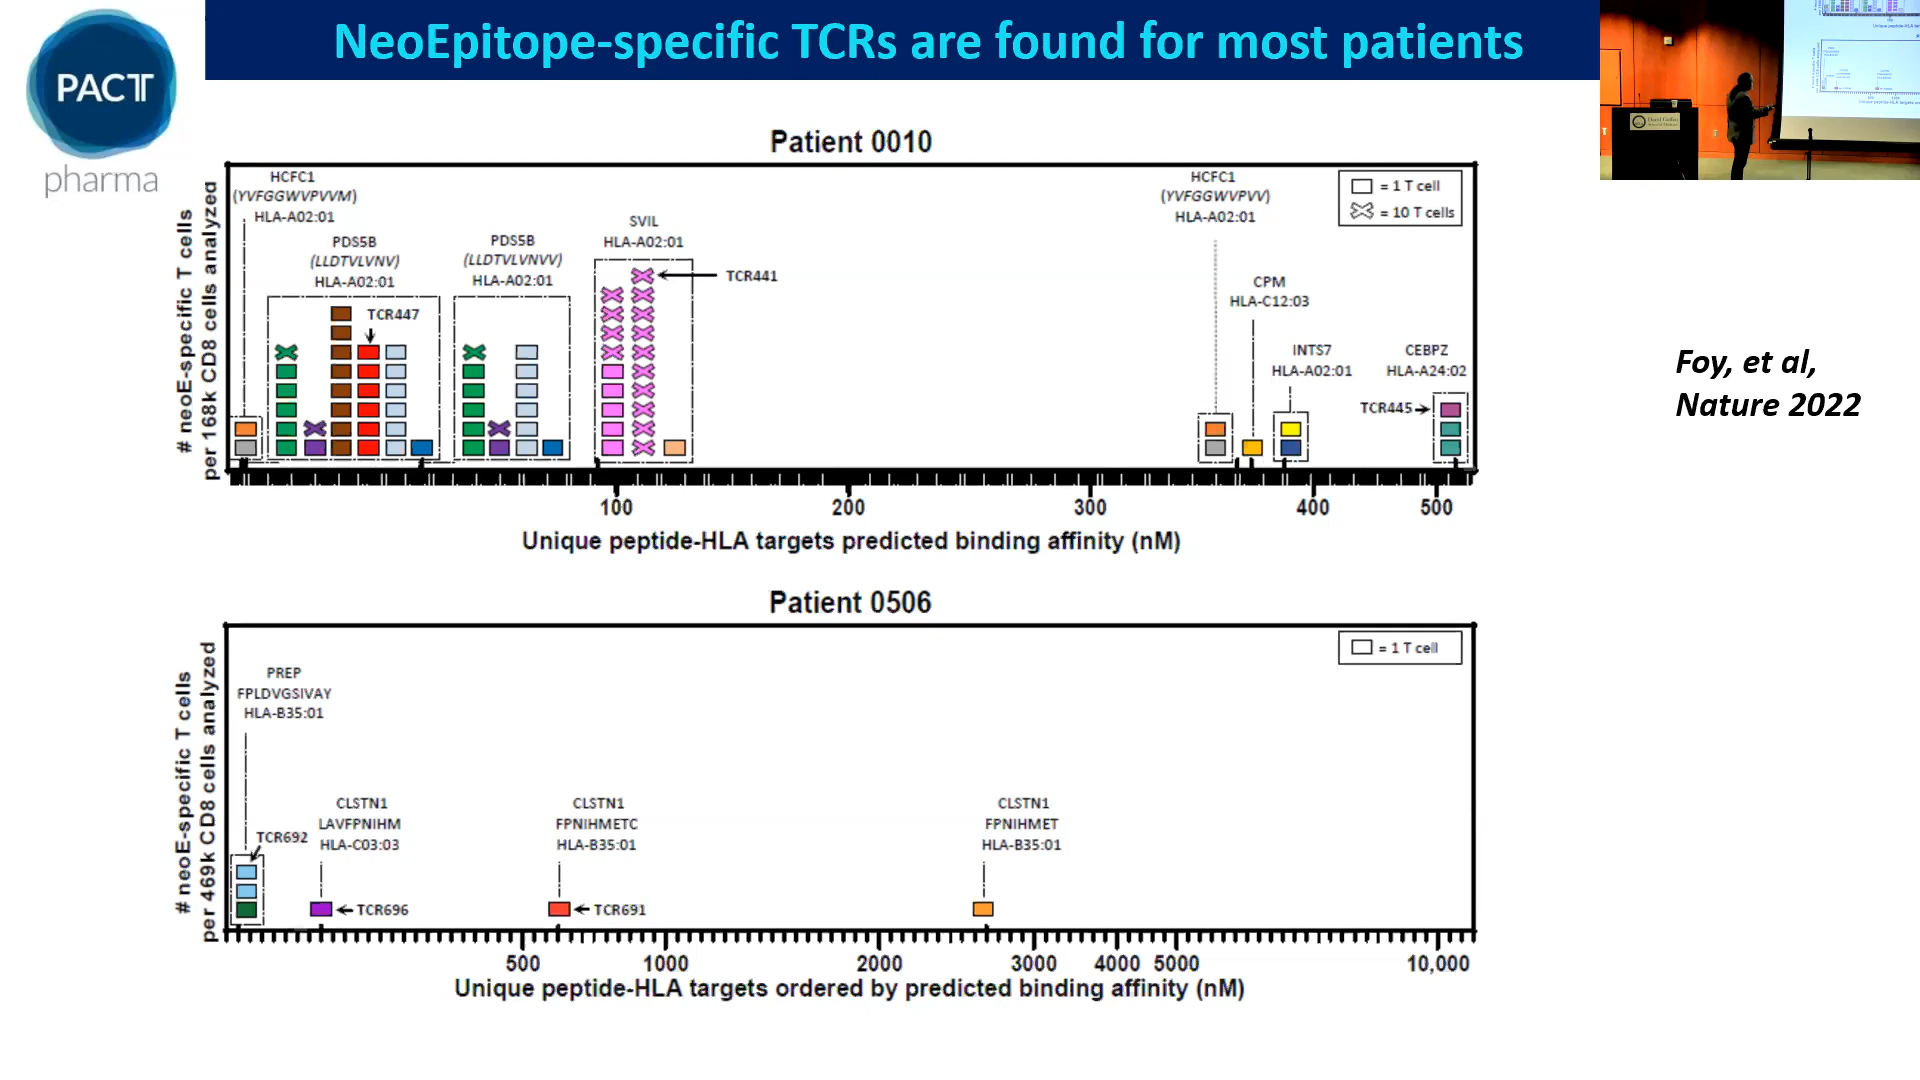 NeoEpitope-specific TCRs are found for most patients
PACT
pharma
Patient 0010
# neoE-specific T cells
per 168k CD8 cells analyzed
HCFC1
(YVFGGWVPVVM)
HLA-A02:01
PDS5B
(LLDTVLVNV)
HLA-A02:01
TCR447
PDS5B
(LLDTVLVNVV)
HLA-A02:01
SVIL
HLA-A02:01
TCR441
HCFC1
(YVFGGWVPVV)
HLA-A02:01
CPM
HLA-C12:03
INTS7
HLA-A02:01
CEBPZ
HLA-A24:02
TCR445
= 1 T cell
= 10 T cells
100
200
300
400
500
Unique peptide-HLA targets predicted binding affinity (nM)
Foy, et al,
Nature 2022
Patient 0506
# neoE-specific T cells
per 469k CD8 cells analyzed
= 1 T cell
PREP
FPLDVGSIVAY
HLA-B35:01
TCR692
CLSTN1
LAVFPNIHM
HLA-C03:03
TCR696
CLSTN1
FPNIHMETC
HLA-B35:01
TCR691
CLSTN1
FPNIHMET
HLA-B35:01
500
1000
2000
3000
4000
5000
10,000
Unique peptide-HLA targets ordered by predicted binding affinity (nM)